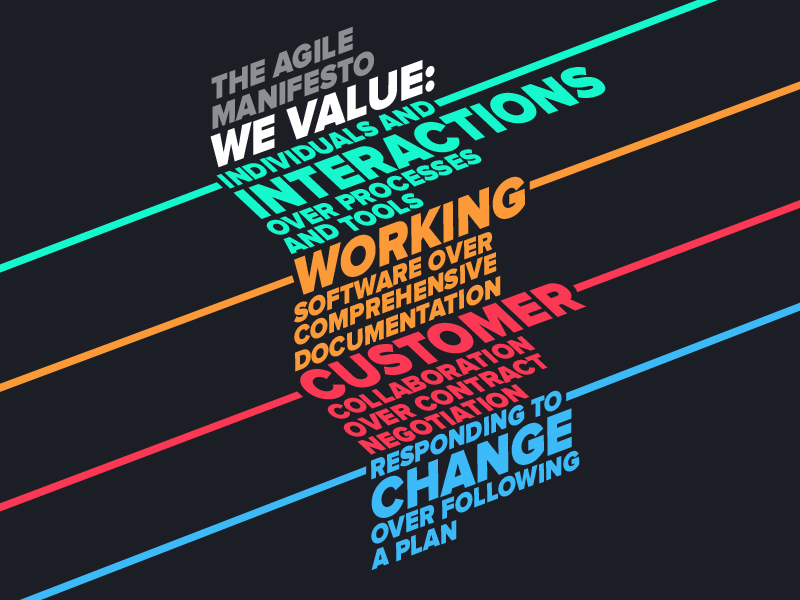 THE AGILE
MANIFESTO
WE VALUE:
INDIVIDUALS AND
INTERACTIONS
OVER PROCESSES
AND TOOLS
WORKING
SOFTWARE OVER
COMPREHENSIVE
DOCUMENTATION
CUSTOMER
COLLABORATION
OVER CONTRACT
NEGOTIATION
RESPONDING TO
CHANGE
OVER FOLLOWING
A PLAN